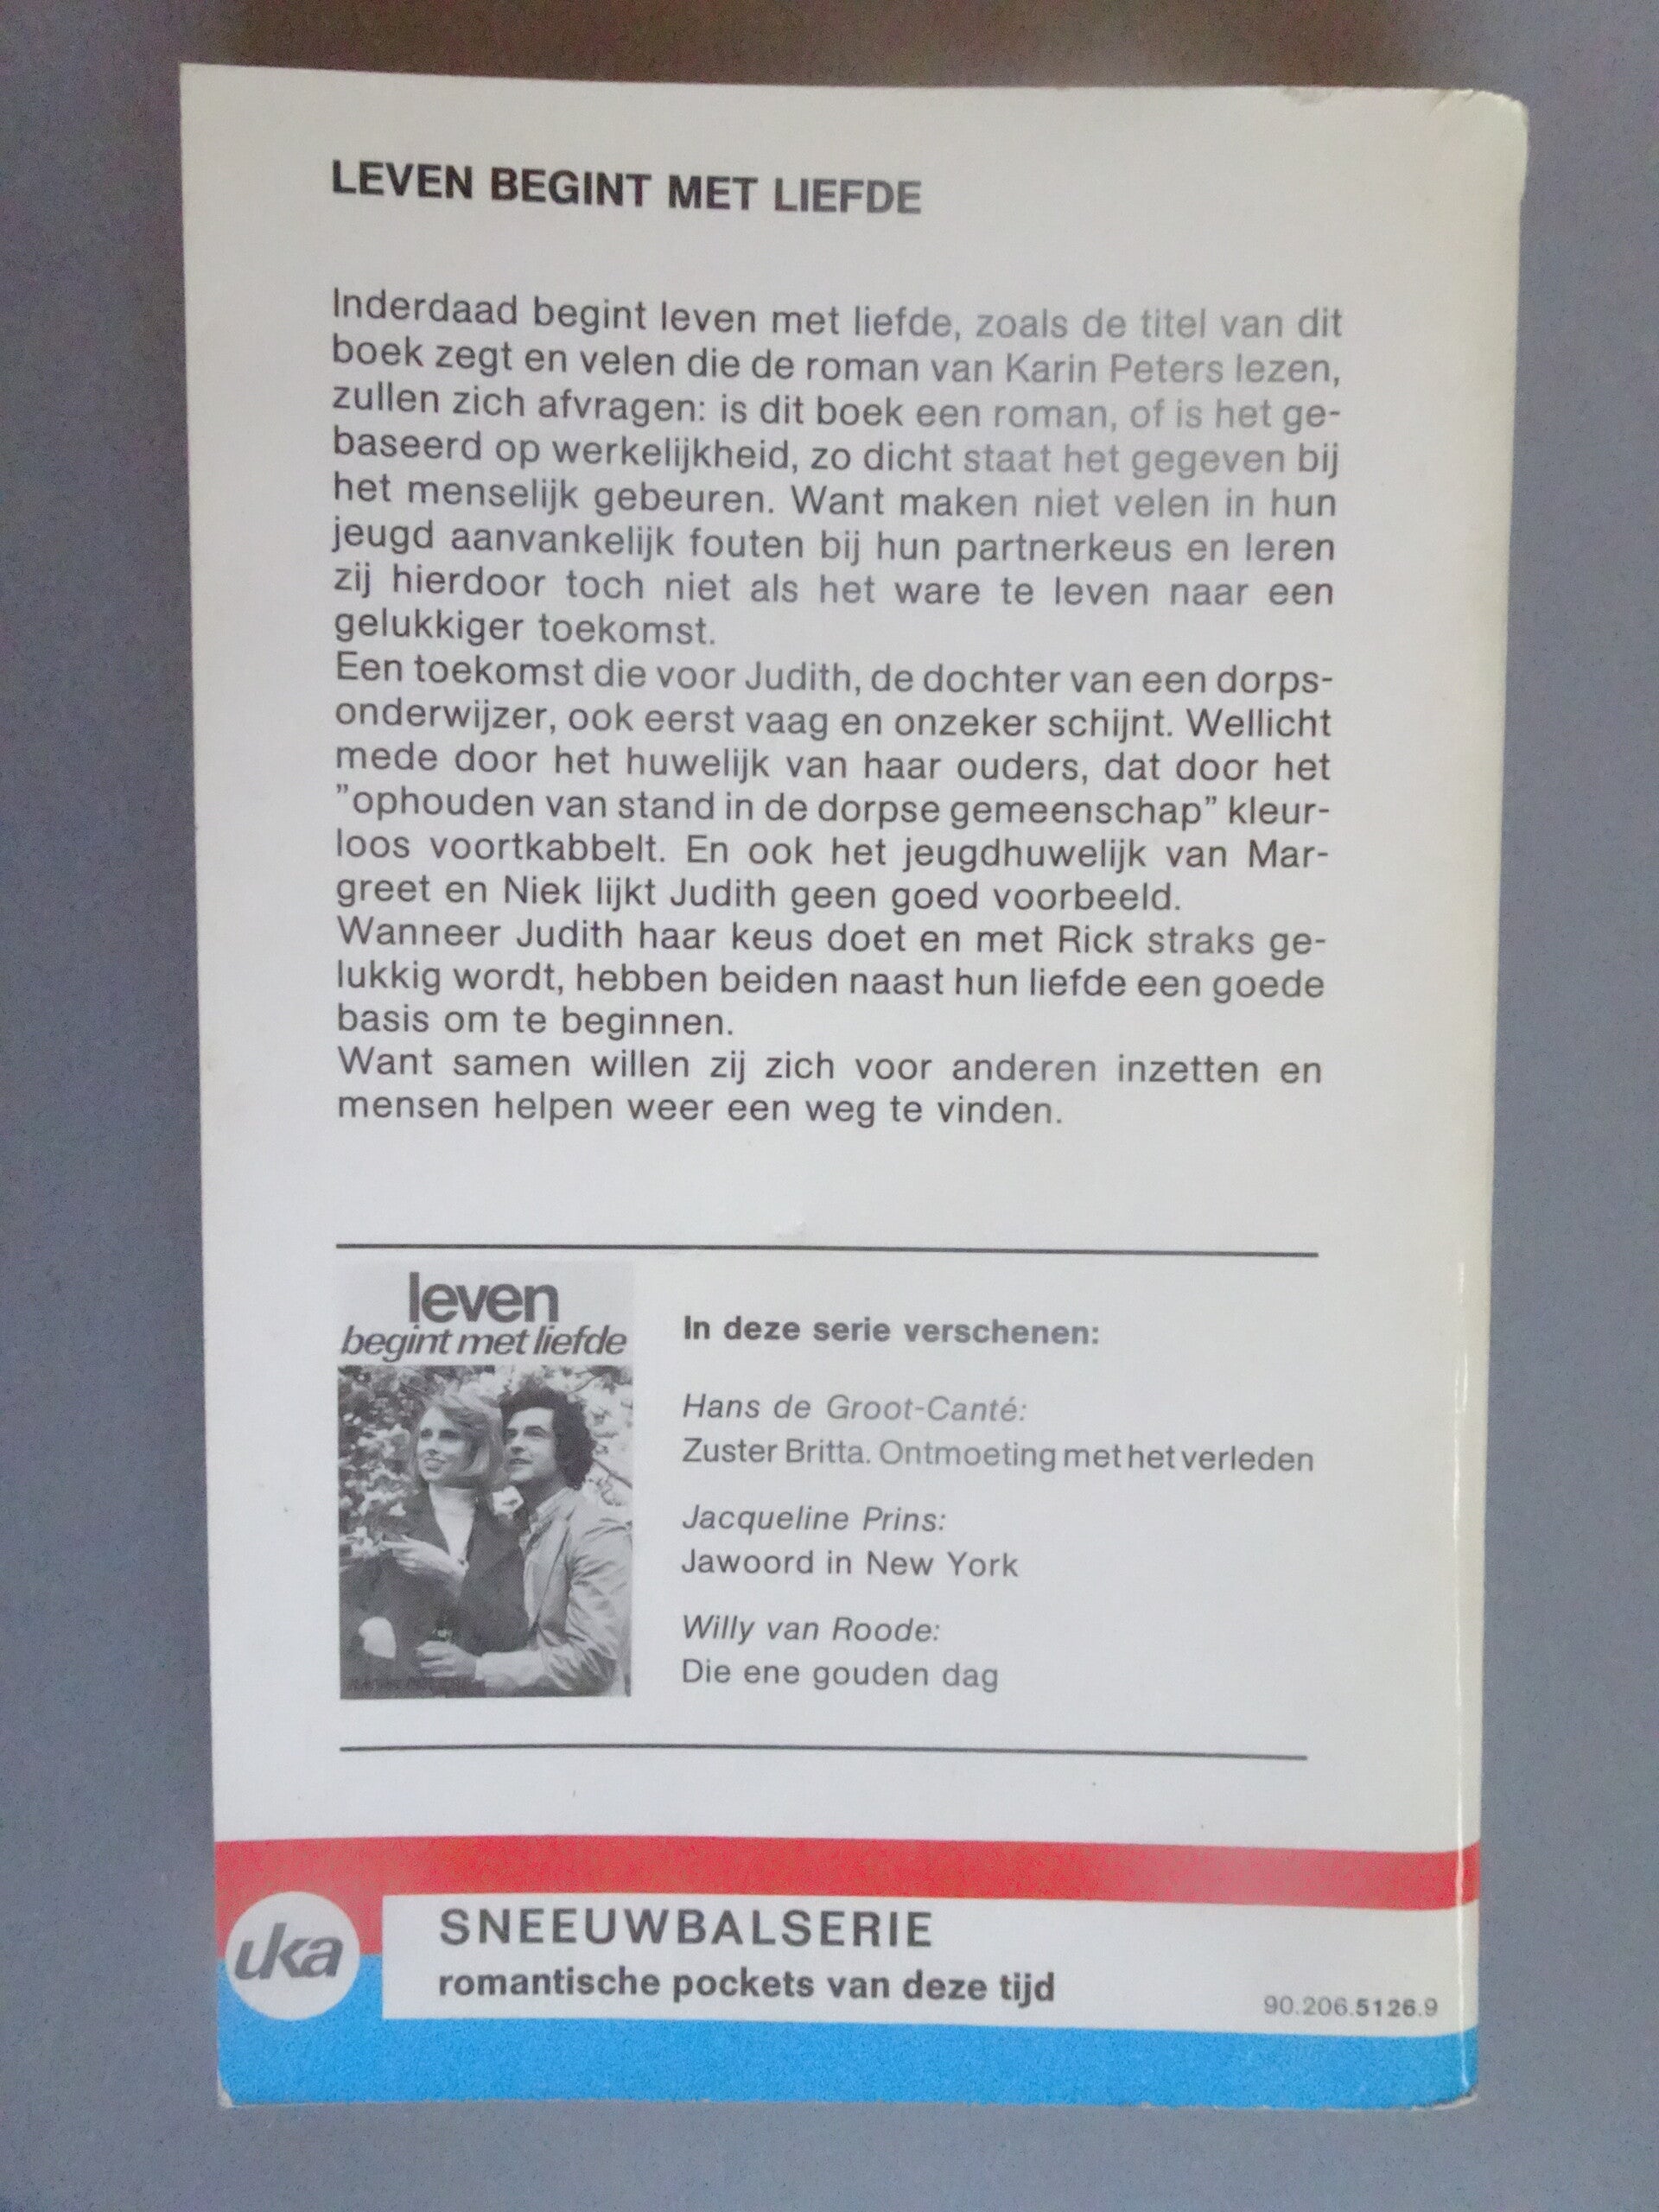 LEVEN BEGINT MET LIEFDE
Inderdaad begint leven met liefde, zoals de titel van dit
boek zegt en velen die de roman van Karin Peters lezen,
zullen zich afvragen: is dit boek een roman, of is het ge-
baseerd op werkelijkheid, zo dicht staat het gegeven bij
het menselijk gebeuren. Want maken niet velen in hun
jeugd aanvankelijk fouten bij hun partnerkeus en leren
zij hierdoor toch niet als het ware te leven naar een
gelukkiger toekomst.
Een toekomst die voor Judith, de dochter van een dorps-
onderwijzer, ook eerst vaag en onzeker schijnt. Wellicht
mede door het huwelijk van haar ouders, dat door het
”ophouden van stand in de dorpse gemeenschap” kleur-
loos voortkabbelt. En ook het jeugdhuwelijk van Mar-
greet en Niek lijkt Judith geen goed voorbeeld.
Wanneer Judith haar keus doet en met Rick straks ge-
lukkig wordt, hebben beiden naast hun liefde een goede
basis om te beginnen.
Want samen willen zij zich voor anderen inzetten en
mensen helpen weer een weg te vinden.
leven
begint met liefde
In deze serie verschenen:
Hans de Groot-Canté:
Zuster Britta. Ontmoeting met het verleden
Jacqueline Prins:
Jawoord in New York
Willy van Roode:
Die ene gouden dag
uka
SNEEUWBALSERIE
romantische pockets van deze tijd
90.206.5126.9